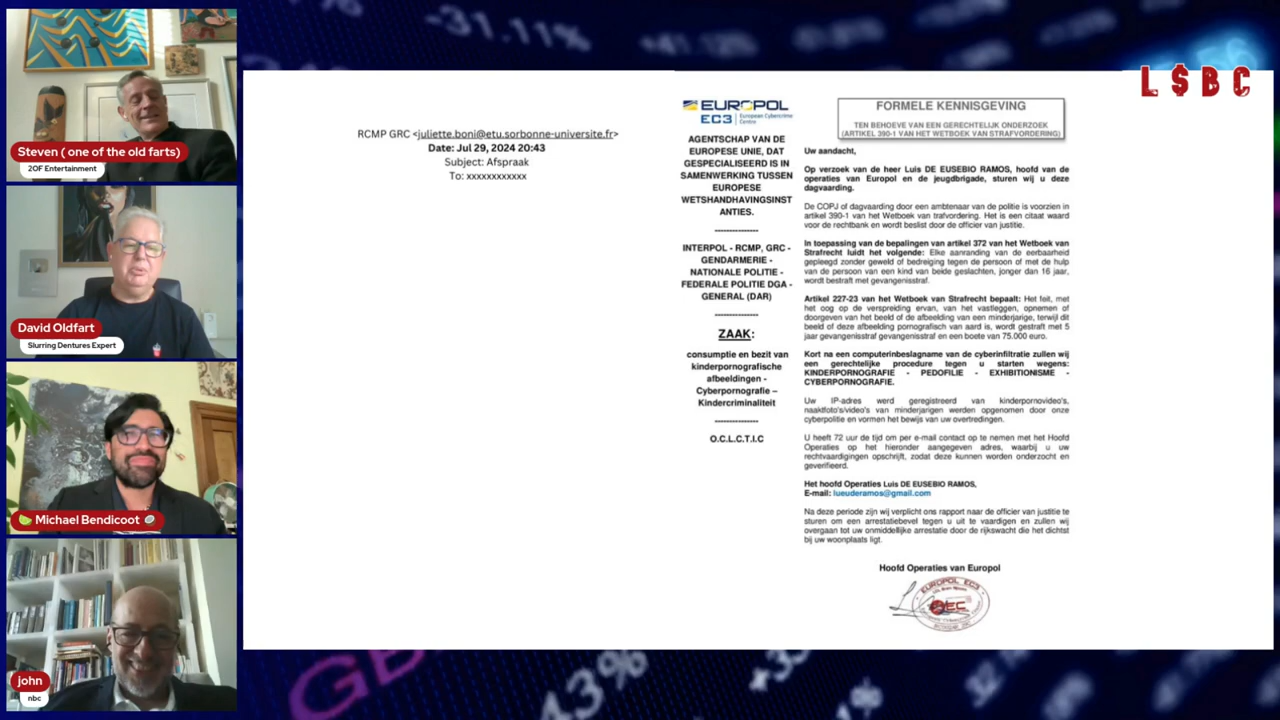 -31.11%
L$BC
Steven ( one of the old farts)
2OF Entertainment
David Oldfart
Slurring Dentures Expert
Michael Bendicoot
john
nbc
RCMP GRC <juliette.boni@etu.sorbonne-universite.fr>
Date: Jul 29, 2024 20:43
Subject: Afspraak
To: xxxxxxxxxxxx
EUROPOL
EC3 European Cybercrime Centre
AGENTSCHAP VAN DE
EUROPESE UNIE, DAT
GESPECIALISEERD IS IN
SAMENWERKING TUSSEN
EUROPESE
WETSHANDHAVINGSINST
ANTIES.
---------------
INTERPOL - RCMP, GRC -
GENDARMERIE -
NATIONALE POLITIE -
FEDERALE POLITIE DGA -
GENERAL (DAR)
---------------
ZAAK:
consumptie en bezit van
kinderpornografische
afbeeldingen -
Cyberpornografie –
Kindercriminaliteit
---------------
O.C.L.C.T.I.C
FORMELE KENNISGEVING
TEN BEHOEVE VAN EEN GERECHTELIJK ONDERZOEK
(ARTIKEL 390-1 VAN HET WETBOEK VAN STRAFVORDERING)
Uw aandacht,
Op verzoek van de heer Luis DE EUSEBIO RAMOS, hoofd van de
operaties van Europol en de jeugdbrigade, sturen wij u deze
dagvaarding.
De COPJ of dagvaarding door een ambtenaar van de politie is voorzien in
artikel 390-1 van het Wetboek van trafvordering. Het is een citaat waard
voor de rechtbank en wordt beslist door de officier van justitie.
In toepassing van de bepalingen van artikel 372 van het Wetboek van
Strafrecht luidt het volgende: Elke aanranding van de eerbaarheid
gepleegd zonder geweld of bedreiging tegen de persoon of met de hulp
van de persoon van een kind van beide geslachten, jonger dan 16 jaar,
wordt bestraft met gevangenisstraf.
Artikel 227-23 van het Wetboek van Strafrecht bepaalt: Het feit, met
het oog op de verspreiding ervan, van het vastleggen, opnemen of
doorgeven van het beeld of de afbeelding van een minderjarige, terwijl dit
beeld of deze afbeelding pornografisch van aard is, wordt gestraft met 5
jaar gevangenisstraf gevangenisstraf en een boete van 75.000 euro.
Kort na een computerinbeslagname van de cyberinfiltratie zullen wij
een gerechtelijke procedure tegen u starten wegens:
KINDERPORNOGRAFIE - PEDOFILIE - EXHIBITIONISME -
CYBERPORNOGRAFIE.
Uw IP-adres werd geregistreerd van kinderpornovideo's,
naaktfoto's/video's van minderjarigen werden opgenomen door onze
cyberpolitie en vormen het bewijs van uw overtredingen.
U heeft 72 uur de tijd om per e-mail contact op te nemen met het Hoofd
Operaties op het hieronder aangegeven adres, waarbij u uw
rechtvaardigingen opschrijft, zodat deze kunnen worden onderzocht en
geverifieerd.
Het hoofd Operaties Luis DE EUSEBIO RAMOS,
E-mail: lueuderamos@gmail.com
Na deze periode zijn wij verplicht ons rapport naar de officier van justitie te
sturen om een arrestatiebevel tegen u uit te vaardigen en zullen wij
overgaan tot uw onmiddellijke arrestatie door de rijkswacht die het dichtst
bij uw woonplaats ligt.
Hoofd Operaties van Europol
EUROPOL EC3